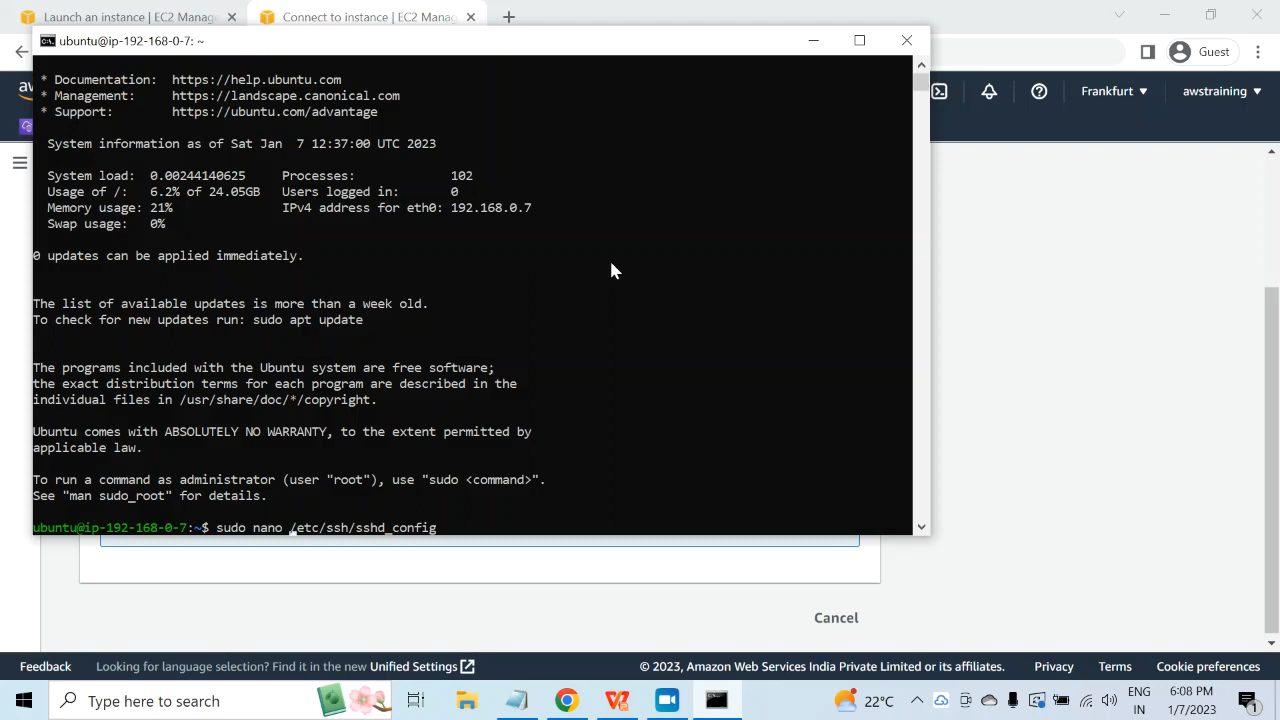 Launch an instance | EC2 Manage
Connect to instance | EC2 Manag
ubuntu@ip-192-168-0-7: ~
Guest
Frankfurt
awstraining
* Documentation: https://help.ubuntu.com
* Management: https://landscape.canonical.com
* Support: https://ubuntu.com/advantage
System information as of Sat Jan 7 12:37:00 UTC 2023
System load: 0.00244140625 Processes: 102
Usage of /: 6.2% of 24.05GB Users logged in: 0
Memory usage: 21% IPv4 address for eth0: 192.168.0.7
Swap usage: 0%
0 updates can be applied immediately.
The list of available updates is more than a week old.
To check for new updates run: sudo apt update
The programs included with the Ubuntu system are free software;
the exact distribution terms for each program are described in the
individual files in /usr/share/doc/*/copyright.
Ubuntu comes with ABSOLUTELY NO WARRANTY, to the extent permitted by
applicable law.
To run a command as administrator (user "root"), use "sudo <command>".
See "man sudo_root" for details.
ubuntu@ip-192-168-0-7:~$ sudo nano /etc/ssh/sshd_config
Cancel
Feedback Looking for language selection? Find it in the new Unified Settings © 2023, Amazon Web Services India Private Limited or its affiliates. Privacy Terms Cookie preferences
Type here to search
22°C
ENG
IN
6:08 PM
1/7/2023
1